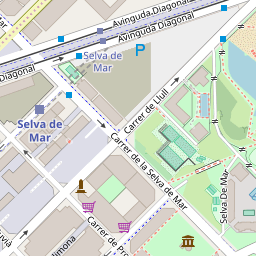 Avinguda Diagonal
Avinguda Diagonal
Diagonal
Selva de
Mar
P
Carrer de Llull
Selva de
Mar
Carrer de la Selva de Mar
Selva De Mar
Carrer de Pro